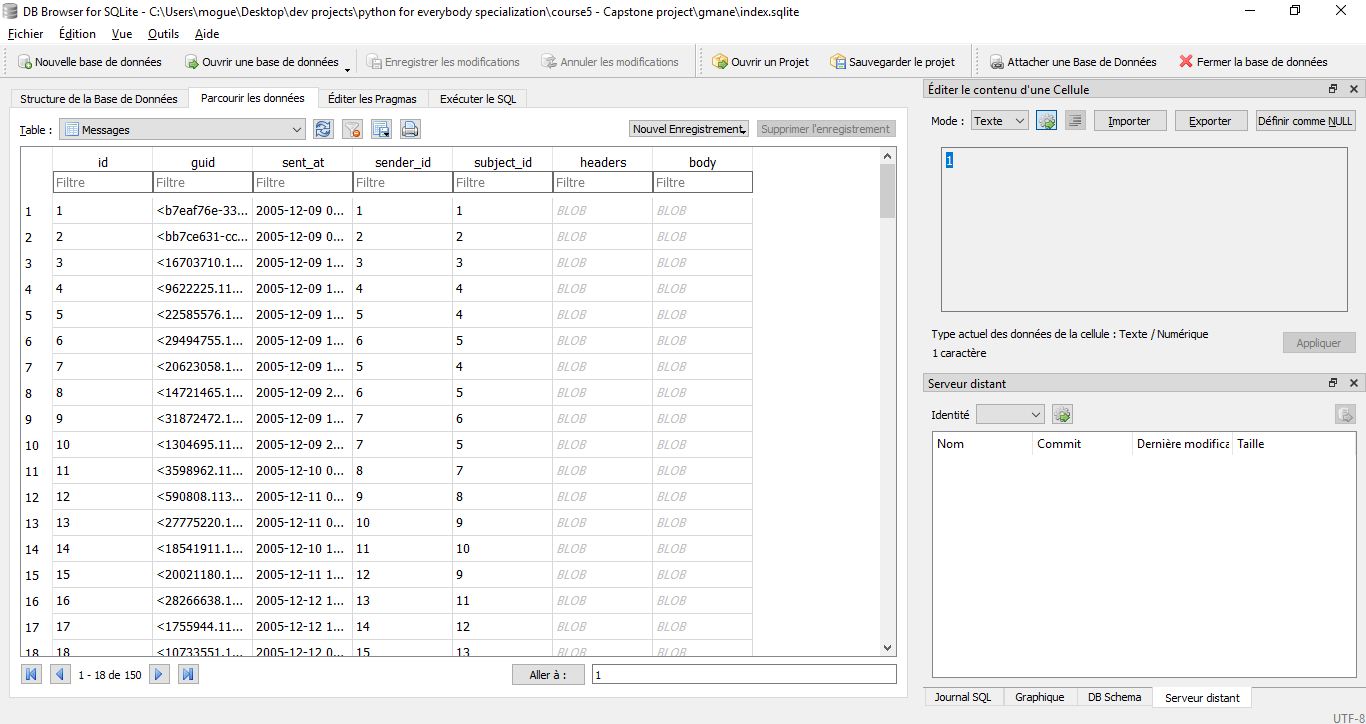 DB Browser for SQLite - C:\Users\mogue\Desktop\dev projects\python for everybody specialization\course5 - Capstone project\gmane\index.sqlite
Fichier Édition Vue Outils Aide
Nouvelle base de données Ouvrir une base de données Enregistrer les modifications Annuler les modifications Ouvrir un Projet Sauvegarder le projet Attacher une Base de Données Fermer la base de données
Structure de la Base de Données Parcourir les données Éditer les Pragmas Exécuter le SQL
Table : Messages Nouvel Enregistrement Supprimer l'enregistrement
id guid sent_at sender_id subject_id headers body
Filtre Filtre Filtre Filtre Filtre Filtre Filtre
1 1 <b7eaf76e-33... 2005-12-09 0... 1 1 BLOB BLOB
2 2 <bb7ce631-cc... 2005-12-09 0... 2 2 BLOB BLOB
3 3 <16703710.1... 2005-12-09 1... 3 3 BLOB BLOB
4 4 <9622225.11... 2005-12-09 1... 4 4 BLOB BLOB
5 5 <22585576.1... 2005-12-09 1... 5 4 BLOB BLOB
6 6 <29494755.1... 2005-12-09 1... 6 5 BLOB BLOB
7 7 <20623058.1... 2005-12-09 1... 5 4 BLOB BLOB
8 8 <14721465.1... 2005-12-09 2... 6 5 BLOB BLOB
9 9 <31872472.1... 2005-12-09 1... 7 6 BLOB BLOB
10 10 <1304695.11... 2005-12-09 2... 7 5 BLOB BLOB
11 11 <3598962.11... 2005-12-10 0... 8 7 BLOB BLOB
12 12 <590808.113... 2005-12-11 0... 9 8 BLOB BLOB
13 13 <27775220.1... 2005-12-11 0... 10 9 BLOB BLOB
14 14 <18541911.1... 2005-12-10 1... 11 10 BLOB BLOB
15 15 <20021180.1... 2005-12-11 1... 12 9 BLOB BLOB
16 16 <28266638.1... 2005-12-12 1... 13 11 BLOB BLOB
17 17 <1755944.11... 2005-12-12 1... 14 12 BLOB BLOB
18 18 <10733551.1... 2005-12-12 0... 15 13 BLOB BLOB
1 - 18 de 150 Aller à : 1
Éditer le contenu d'une Cellule
Mode : Texte Importer Exporter Définir comme NULL
1
Type actuel des données de la cellule : Texte / Numérique
1 caractère
Appliquer
Serveur distant
Identité
Nom Commit Dernière modifica Taille
Journal SQL Graphique DB Schema Serveur distant
UTF-8